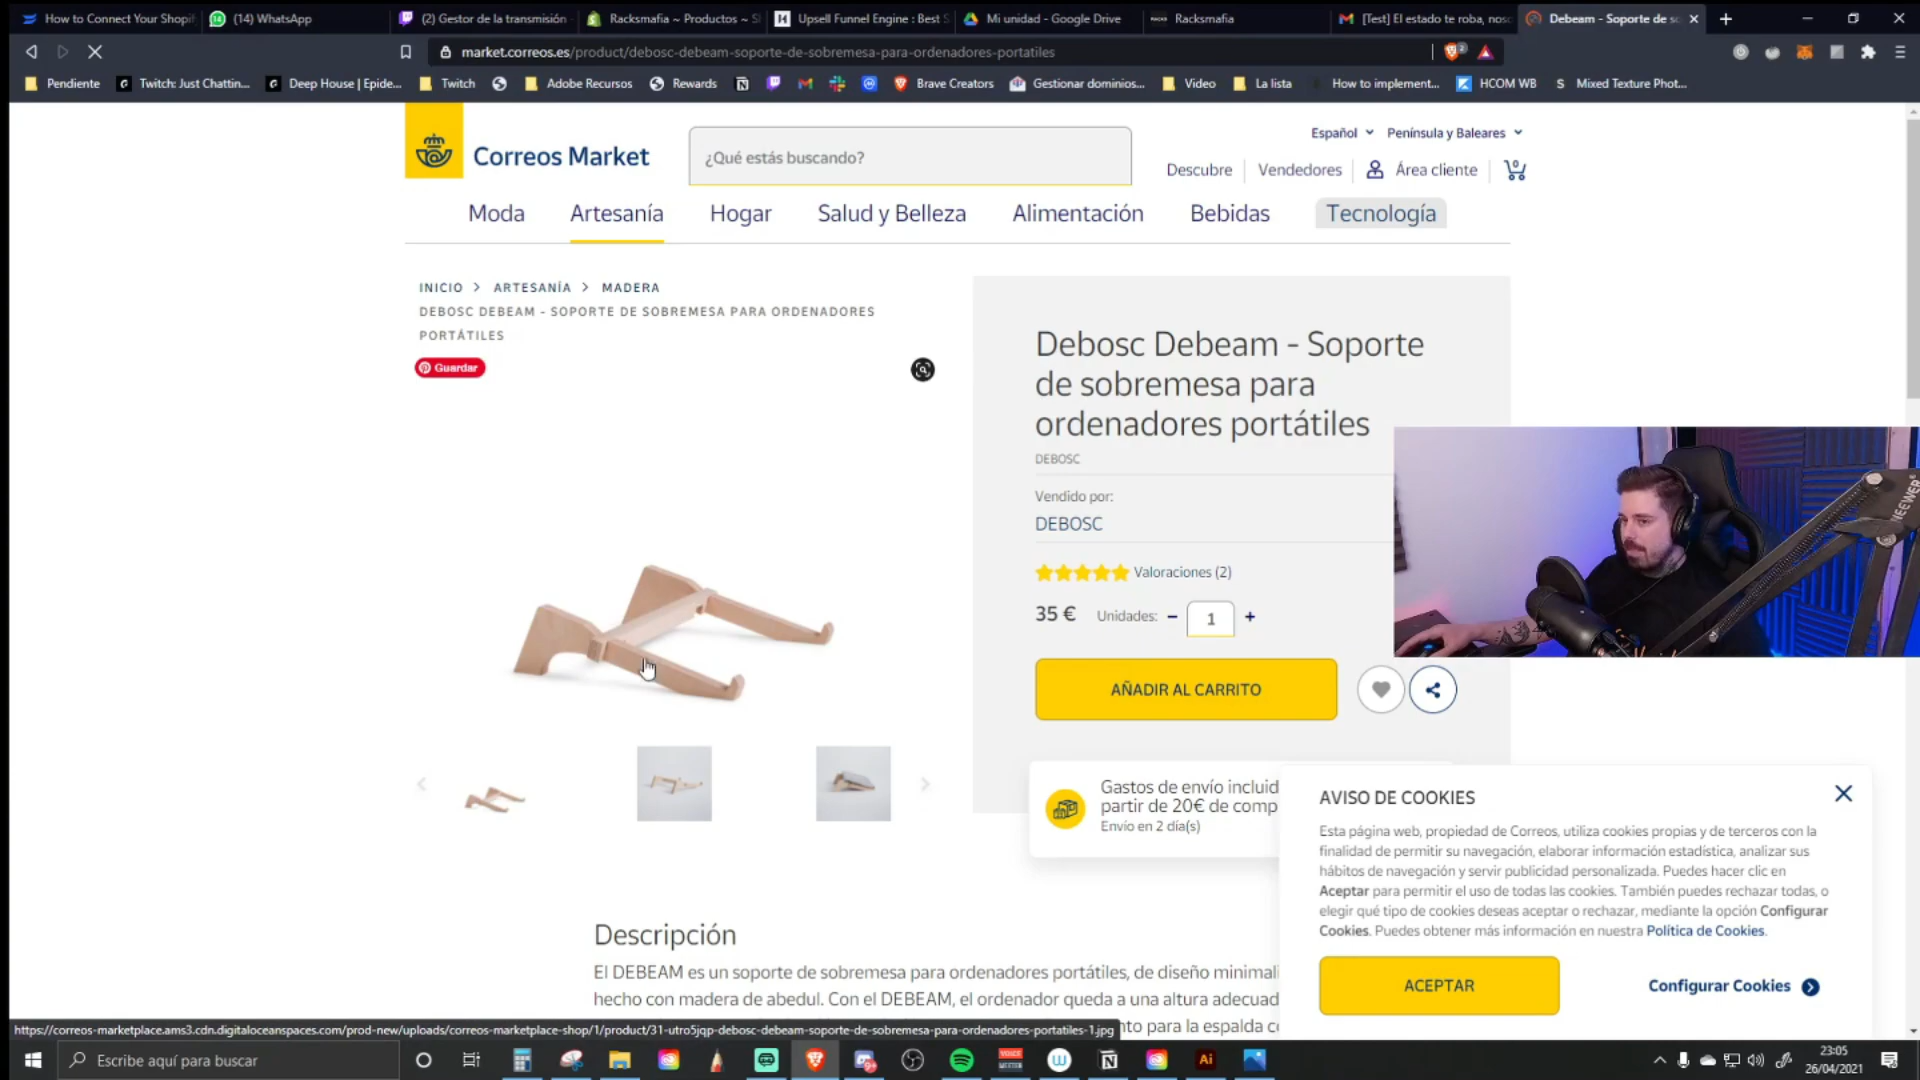 How to Connect Your Shopif
(14) WhatsApp
(2) Gestor de la transmisión
Racksmafia ~ Productos ~ S
Upsell Funnel Engine : Best S
Mi unidad - Google Drive
Racksmafia
[Test] El estado te roba, nos
Debeam - Soporte de so
market.correos.es/product/debosc-debeam-soporte-de-sobremesa-para-ordenadores-portatiles
Pendiente
Twitch: Just Chattin...
Deep House | Epide...
Twitch
Adobe Recursos
Rewards
Brave Creators
Gestionar dominios...
Video
La lista
How to implement...
HCOM WB
Mixed Texture Phot...
Español
Península y Baleares
Correos Market
¿Qué estás buscando?
Descubre
Vendedores
Área cliente
0
Moda
Artesanía
Hogar
Salud y Belleza
Alimentación
Bebidas
Tecnología
INICIO > ARTESANÍA > MADERA
DEBOSC DEBEAM - SOPORTE DE SOBREMESA PARA ORDENADORES
PORTÁTILES
Guardar
Debosc Debeam - Soporte
de sobremesa para
ordenadores portátiles
DEBOSC
Vendido por:
DEBOSC
Valoraciones (2)
35 €
Unidades: - 1 +
AÑADIR AL CARRITO
NEEWER®
Gastos de envío incluid
partir de 20€ de comp
Envío en 2 día(s)
AVISO DE COOKIES
Esta página web, propiedad de Correos, utiliza cookies propias y de terceros con la
finalidad de permitir su navegación, elaborar información estadística, analizar sus
hábitos de navegación y servir publicidad personalizada. Puedes hacer clic en
Aceptar para permitir el uso de todas las cookies. También puedes rechazar todas, o
elegir qué tipo de cookies deseas aceptar o rechazar, mediante la opción Configurar
Cookies. Puedes obtener más información en nuestra Política de Cookies.
ACEPTAR
Configurar Cookies
Descripción
El DEBEAM es un soporte de sobremesa para ordenadores portátiles, de diseño minimali
hecho con madera de abedul. Con el DEBEAM, el ordenador queda a una altura adecuad
nto para la espalda c
https://correos-marketplace.ams3.cdn.digitaloceanspaces.com/prod-new/uploads/correos-marketplace-shop/1/product/31-utro5jqp-debosc-debeam-soporte-de-sobremesa-para-ordenadores-portatiles-1.jpg
Escribe aquí para buscar
VOICE
MEETER
Ai
23:05
26/04/2021